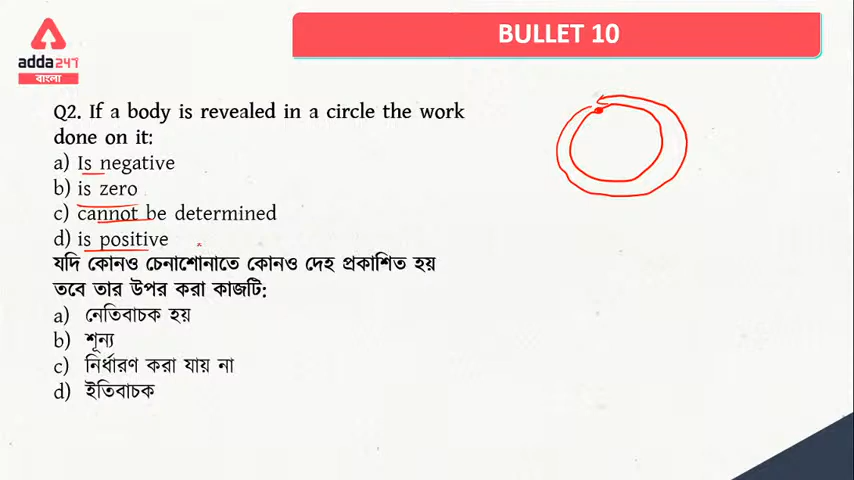 BULLET 10
adda247
বাংলা
Q2. If a body is revealed in a circle the work
done on it:
a) Is negative
b) is zero
c) cannot be determined
d) is positive
যদি কোনও চেনাশোনাতে কোনও দেহ প্রকাশিত হয়
তবে তার উপর করা কাজটি:
a) নেতিবাচক হয়
b) শূন্য
c) নির্ধারণ করা যায় না
d) ইতিবাচক